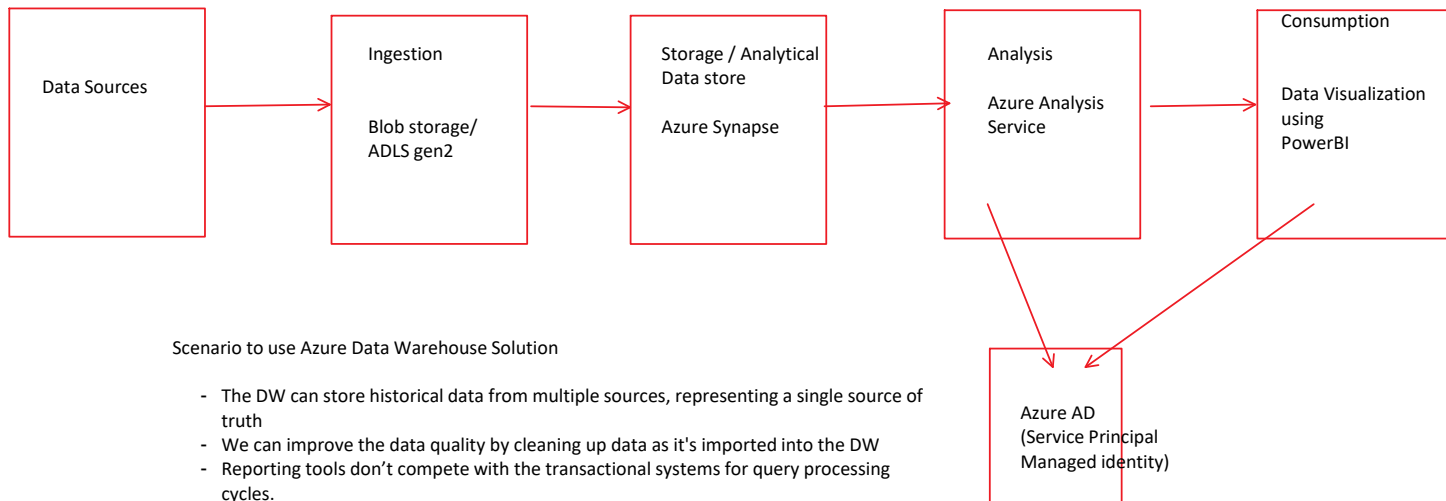 Data Sources
Ingestion
Blob storage/
ADLS gen2
Storage / Analytical
Data store
Azure Synapse
Analysis
Azure Analysis
Service
Consumption
Data Visualization
using
PowerBI
Scenario to use Azure Data Warehouse Solution
- The DW can store historical data from multiple sources, representing a single source of
truth
- We can improve the data quality by cleaning up data as it's imported into the DW
- Reporting tools don’t compete with the transactional systems for query processing
cycles.
Azure AD
(Service Principal
Managed identity)